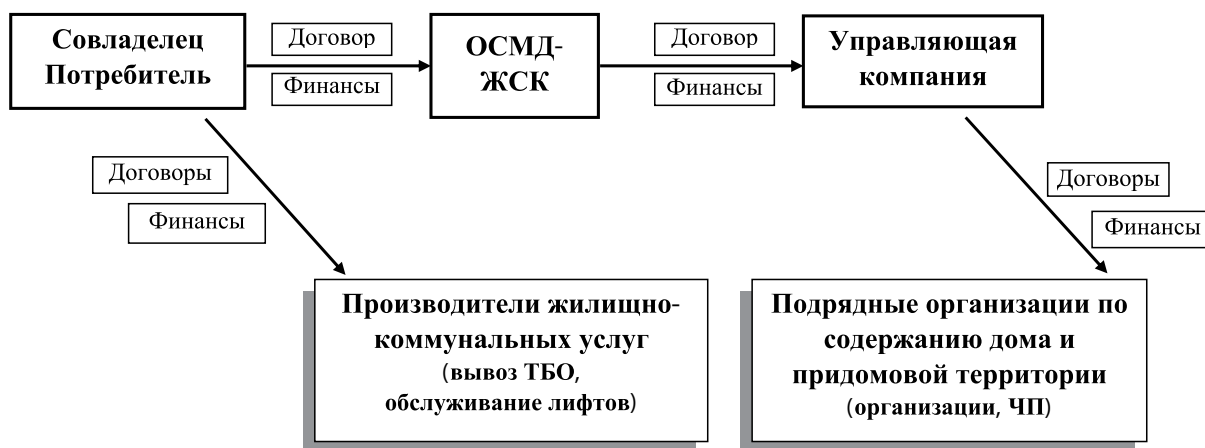 Совладелец
Потребитель
Договор
Финансы
ОСМД-
ЖСК
Договор
Финансы
Управляющая
компания
Договоры
Финансы
Договоры
Финансы
Производители жилищно-
коммунальных услуг
(вывоз ТБО,
обслуживание лифтов)
Подрядные организации по
содержанию дома и
придомовой территории
(организации, ЧП)